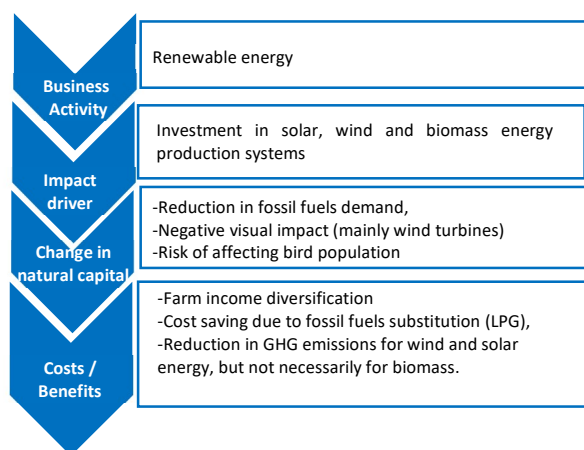 Business
Activity
Renewable energy
Impact
driver
Investment in solar, wind and biomass energy
production systems
Change in
natural capital
-Reduction in fossil fuels demand,
-Negative visual impact (mainly wind turbines)
-Risk of affecting bird population
Costs /
Benefits
-Farm income diversification
-Cost saving due to fossil fuels substitution (LPG),
-Reduction in GHG emissions for wind and solar
energy, but not necessarily for biomass.